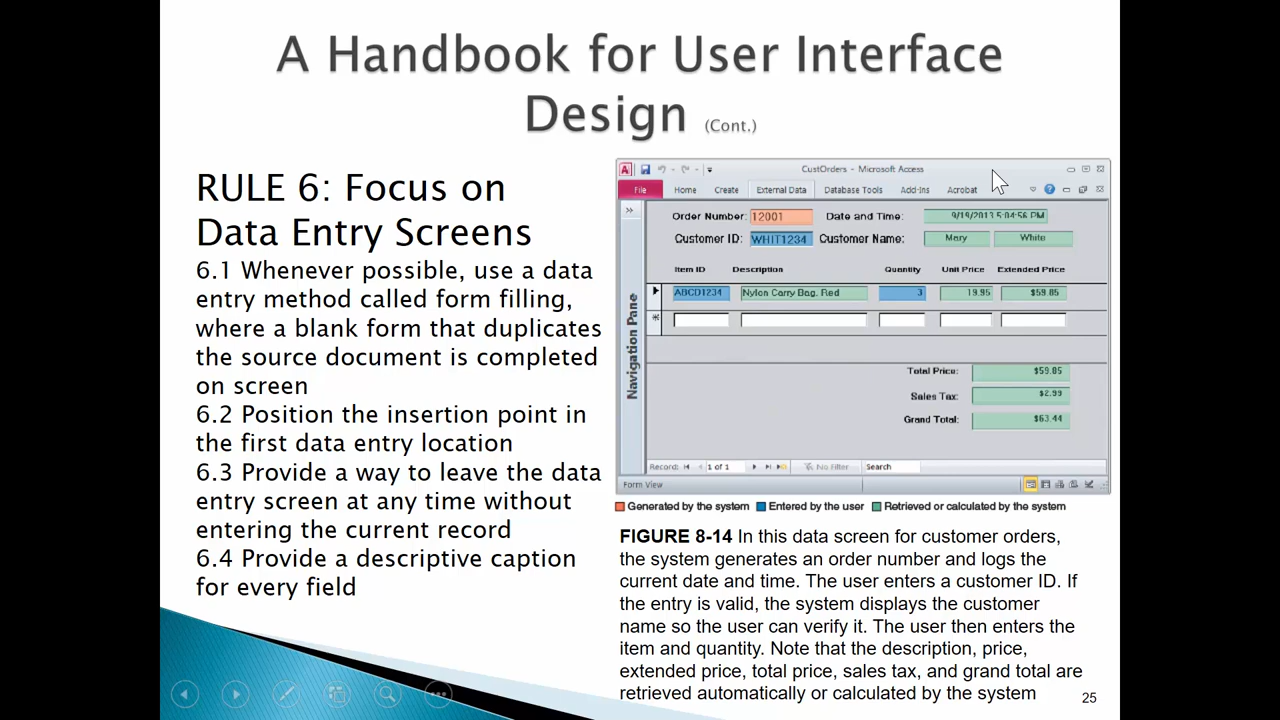 A Handbook for User Interface
Design (Cont.)
RULE 6: Focus on
Data Entry Screens
6.1 Whenever possible, use a data
entry method called form filling,
where a blank form that duplicates
the source document is completed
on screen
6.2 Position the insertion point in
the first data entry location
6.3 Provide a way to leave the data
entry screen at any time without
entering the current record
6.4 Provide a descriptive caption
for every field
CustOrders - Microsoft Access
File Home Create External Data Database Tools Add-Ins Acrobat
Order Number: 12001 Date and Time: 9/19/2013 5:04:56 PM
Customer ID: WHIT1234 Customer Name: Mary White
Item ID Description Quantity Unit Price Extended Price
ABCD1234 Nylon Carry Bag, Red 3 19.95 $59.85
Navigation Pane
Total Price: $59.85
Sales Tax: $2.99
Grand Total: $63.44
Record: 1 of 1 No Filter Search
Form View
Generated by the system Entered by the user Retrieved or calculated by the system
FIGURE 8-14 In this data screen for customer orders,
the system generates an order number and logs the
current date and time. The user enters a customer ID. If
the entry is valid, the system displays the customer
name so the user can verify it. The user then enters the
item and quantity. Note that the description, price,
extended price, total price, sales tax, and grand total are
retrieved automatically or calculated by the system
25